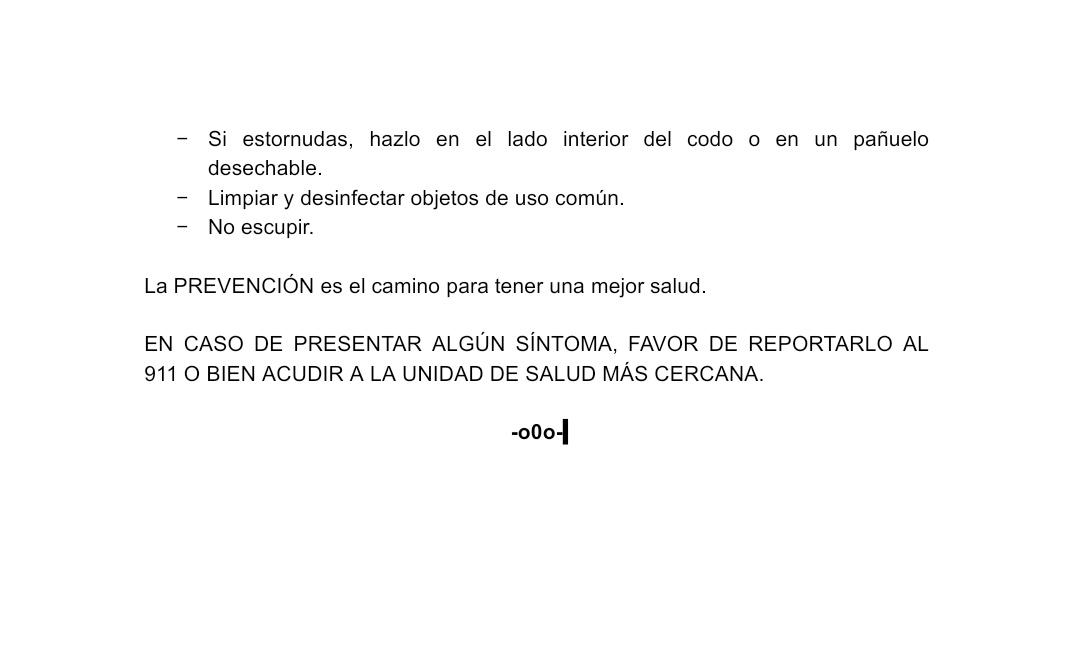 − Si estornudas, hazlo en el lado interior del codo o en un pañuelo
desechable.
− Limpiar y desinfectar objetos de uso común.
− No escupir.
La PREVENCIÓN es el camino para tener una mejor salud.
EN CASO DE PRESENTAR ALGÚN SÍNTOMA, FAVOR DE REPORTARLO AL
911 O BIEN ACUDIR A LA UNIDAD DE SALUD MÁS CERCANA.
-o0o-